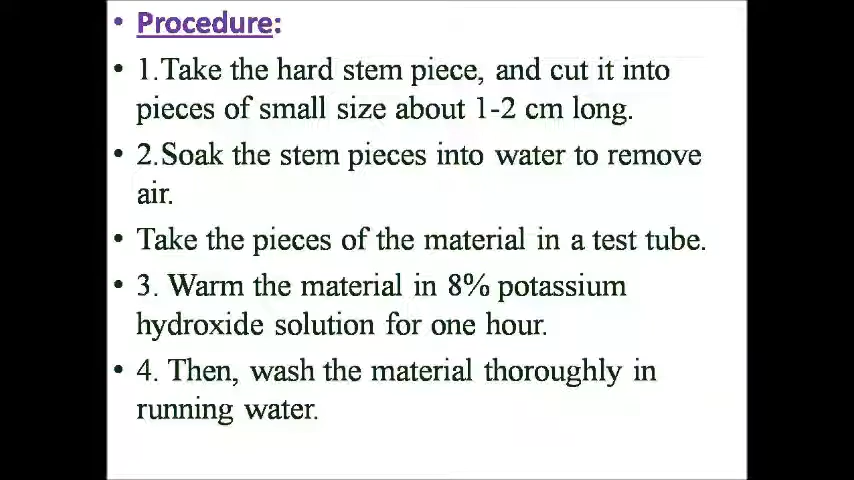 • Procedure:
• 1.Take the hard stem piece, and cut it into
pieces of small size about 1-2 cm long.
• 2.Soak the stem pieces into water to remove
air.
• Take the pieces of the material in a test tube.
• 3. Warm the material in 8% potassium
hydroxide solution for one hour.
• 4. Then, wash the material thoroughly in
running water.